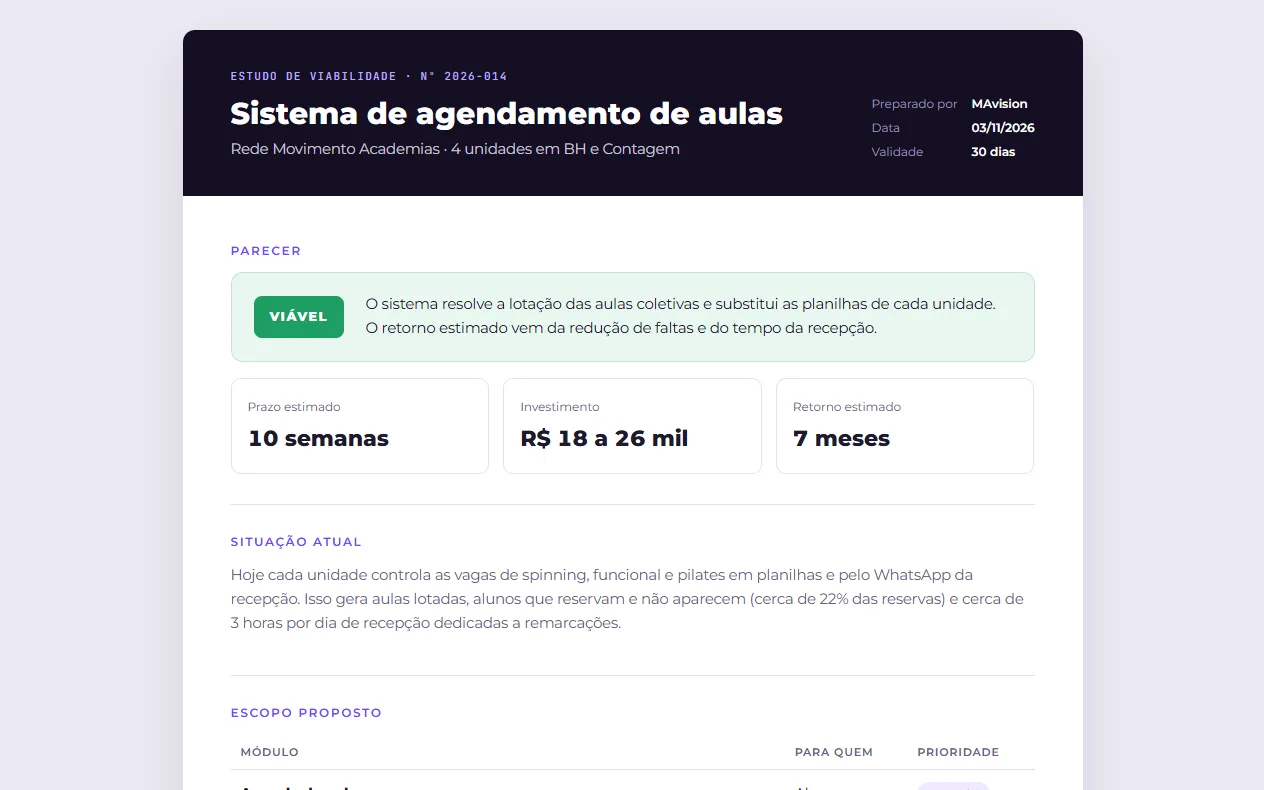 ESTUDO DE VIABILIDADE · Nº 2026-014
Sistema de agendamento de aulas
Rede Movimento Academias · 4 unidades em BH e Contagem
Preparado por MAvision
Data 03/11/2026
Validade 30 dias
PARECER
VIÁVEL
O sistema resolve a lotação das aulas coletivas e substitui as planilhas de cada unidade.
O retorno estimado vem da redução de faltas e do tempo da recepção.
Prazo estimado
10 semanas
Investimento
R$ 18 a 26 mil
Retorno estimado
7 meses
SITUAÇÃO ATUAL
Hoje cada unidade controla as vagas de spinning, funcional e pilates em planilhas e pelo WhatsApp da
recepção. Isso gera aulas lotadas, alunos que reservam e não aparecem (cerca de 22% das reservas) e cerca de
3 horas por dia de recepção dedicadas a remarcações.
ESCOPO PROPOSTO
MÓDULO PARA QUEM PRIORIDADE